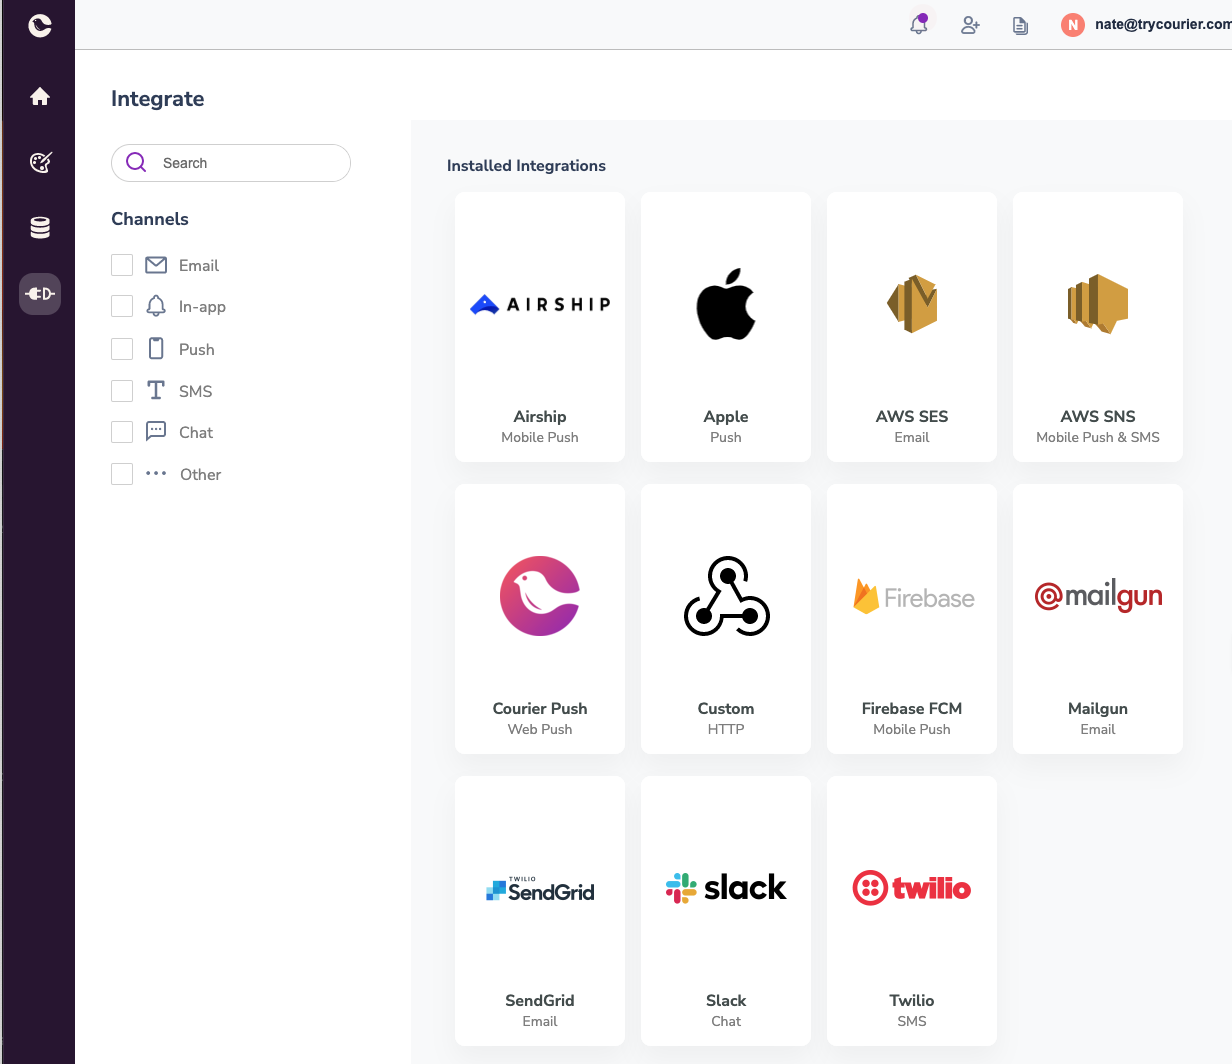 N
nate@trycourier.com
Integrate
Search
Channels
Email
In-app
Push
SMS
Chat
Other
Installed Integrations
AIRSHIP
Airship
Mobile Push
Apple
Push
AWS SES
Email
AWS SNS
Mobile Push & SMS
Courier Push
Web Push
Custom
HTTP
Firebase
Firebase FCM
Mobile Push
mailgun
Mailgun
Email
TWILIO
SendGrid
SendGrid
Email
slack
Slack
Chat
twilio
Twilio
SMS